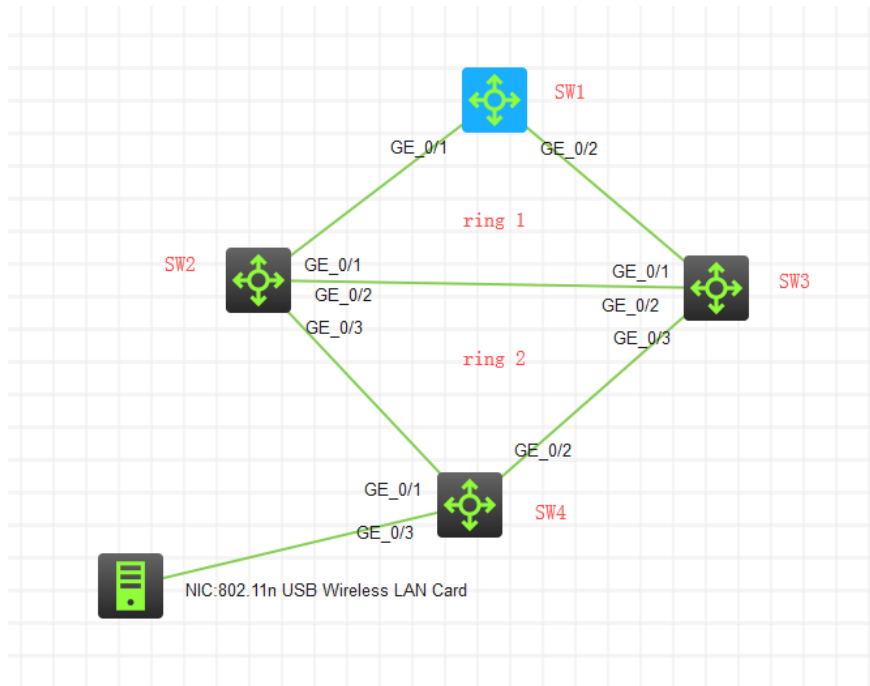 SW1
GE_0/1
GE_0/2
ring 1
SW2
GE_0/1
GE_0/1
SW3
GE_0/2
GE_0/2
GE_0/3
GE_0/3
ring 2
GE_0/2
GE_0/1
SW4
GE_0/3
NIC:802.11n USB Wireless LAN Card